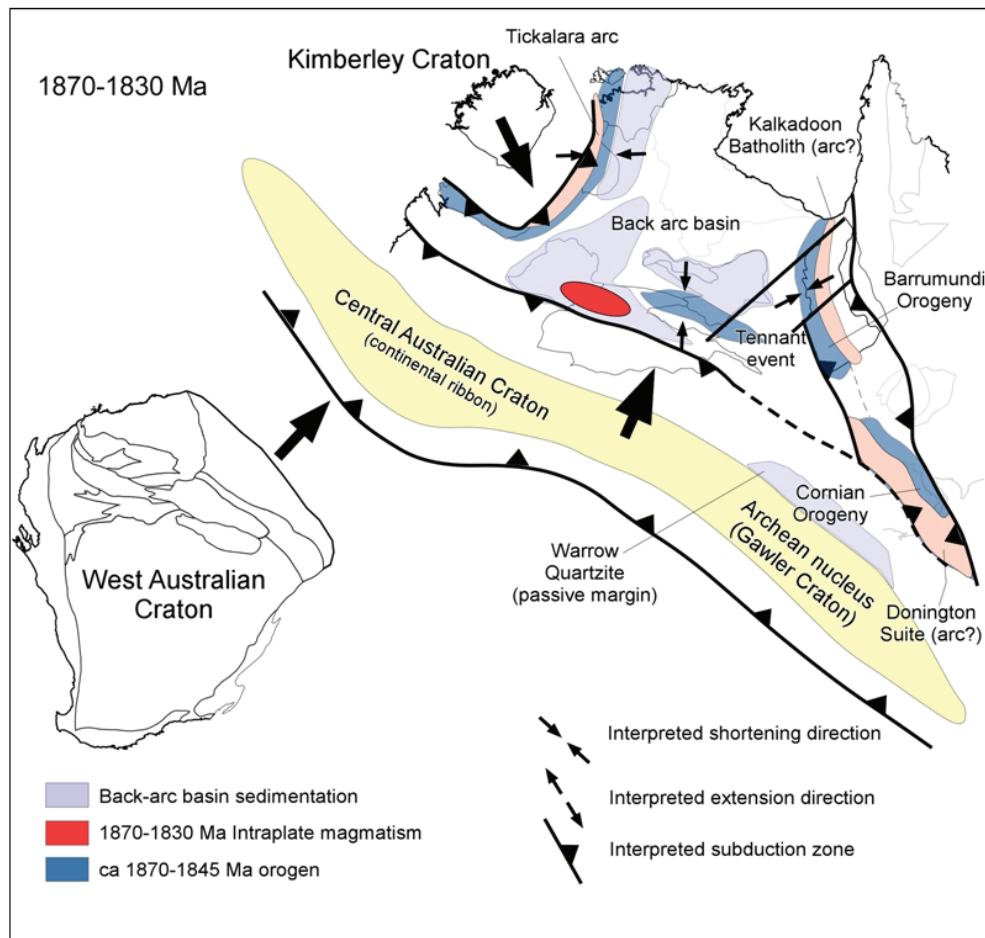 1870-1830 Ma
Kimberley Craton
Tickalara arc
Kalkadoon
Batholith (arc?)
Back arc basin
Barrumundi
Orogeny
Tennant
event
Central Australian Craton
(continental ribbon)
West Australian
Craton
Warrow
Quartzite
(passive margin)
Archean nucleus
(Gawler Craton)
Cornian
Orogeny
Donington
Suite (arc?)
Interpreted shortening direction
Interpreted extension direction
Interpreted subduction zone
Back-arc basin sedimentation
1870-1830 Ma Intraplate magmatism
ca 1870-1845 Ma orogen